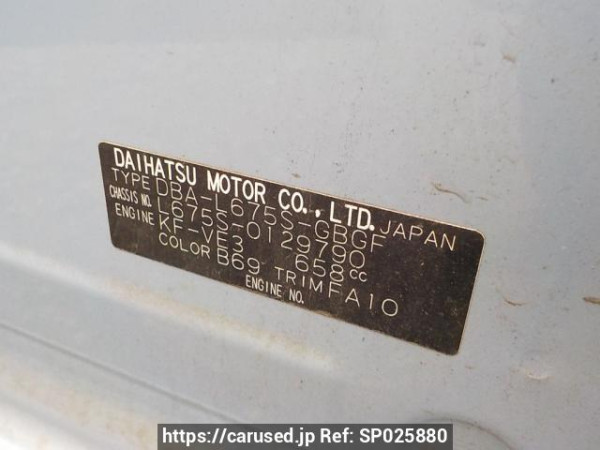 DAIHATSU MOTOR CO., LTD. JAPAN
TYPE DBA-L675S-GBGF
CHASSIS NO. L675S-0129790
ENGINE KF-VE3 658cc
COLOR B69 TRIM FA10
ENGINE NO.
https://carused.jp Ref: SP025880